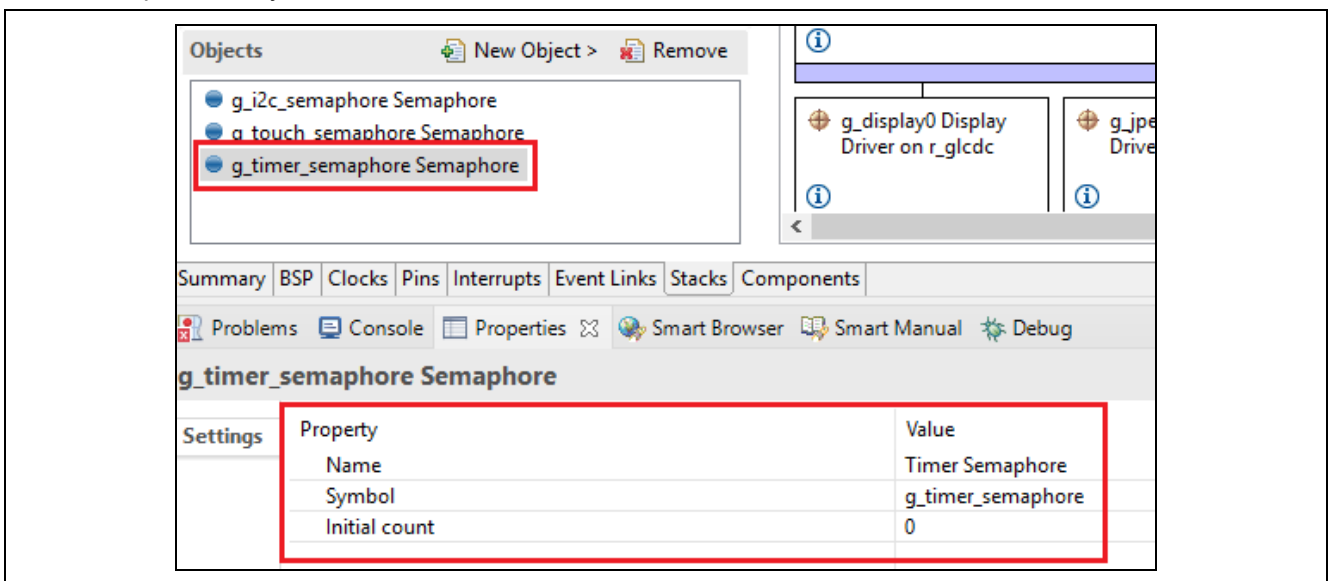 Objects New Object > Remove
g_i2c_semaphore Semaphore
g_touch_semaphore Semaphore
g_timer_semaphore Semaphore
g_display0 Display
Driver on r_glcdc
g_jpe
Drive
Summary BSP Clocks Pins Interrupts Event Links Stacks Components
Problems Console Properties Smart Browser Smart Manual Debug
g_timer_semaphore Semaphore
Settings Property Value
Name Timer Semaphore
Symbol g_timer_semaphore
Initial count 0